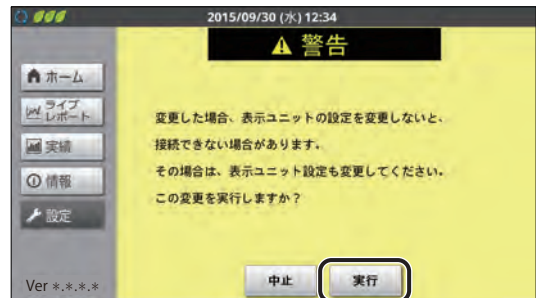 2015/09/30 (水) 12:34
警告
ホーム
ライブ
レポート
実績
情報
設定
変更した場合、表示ユニットの設定を変更しないと、
接続できない場合があります。
その場合は、表示ユニット設定も変更してください。
この変更を実行しますか？
中止
実行
Ver *.*.*.*